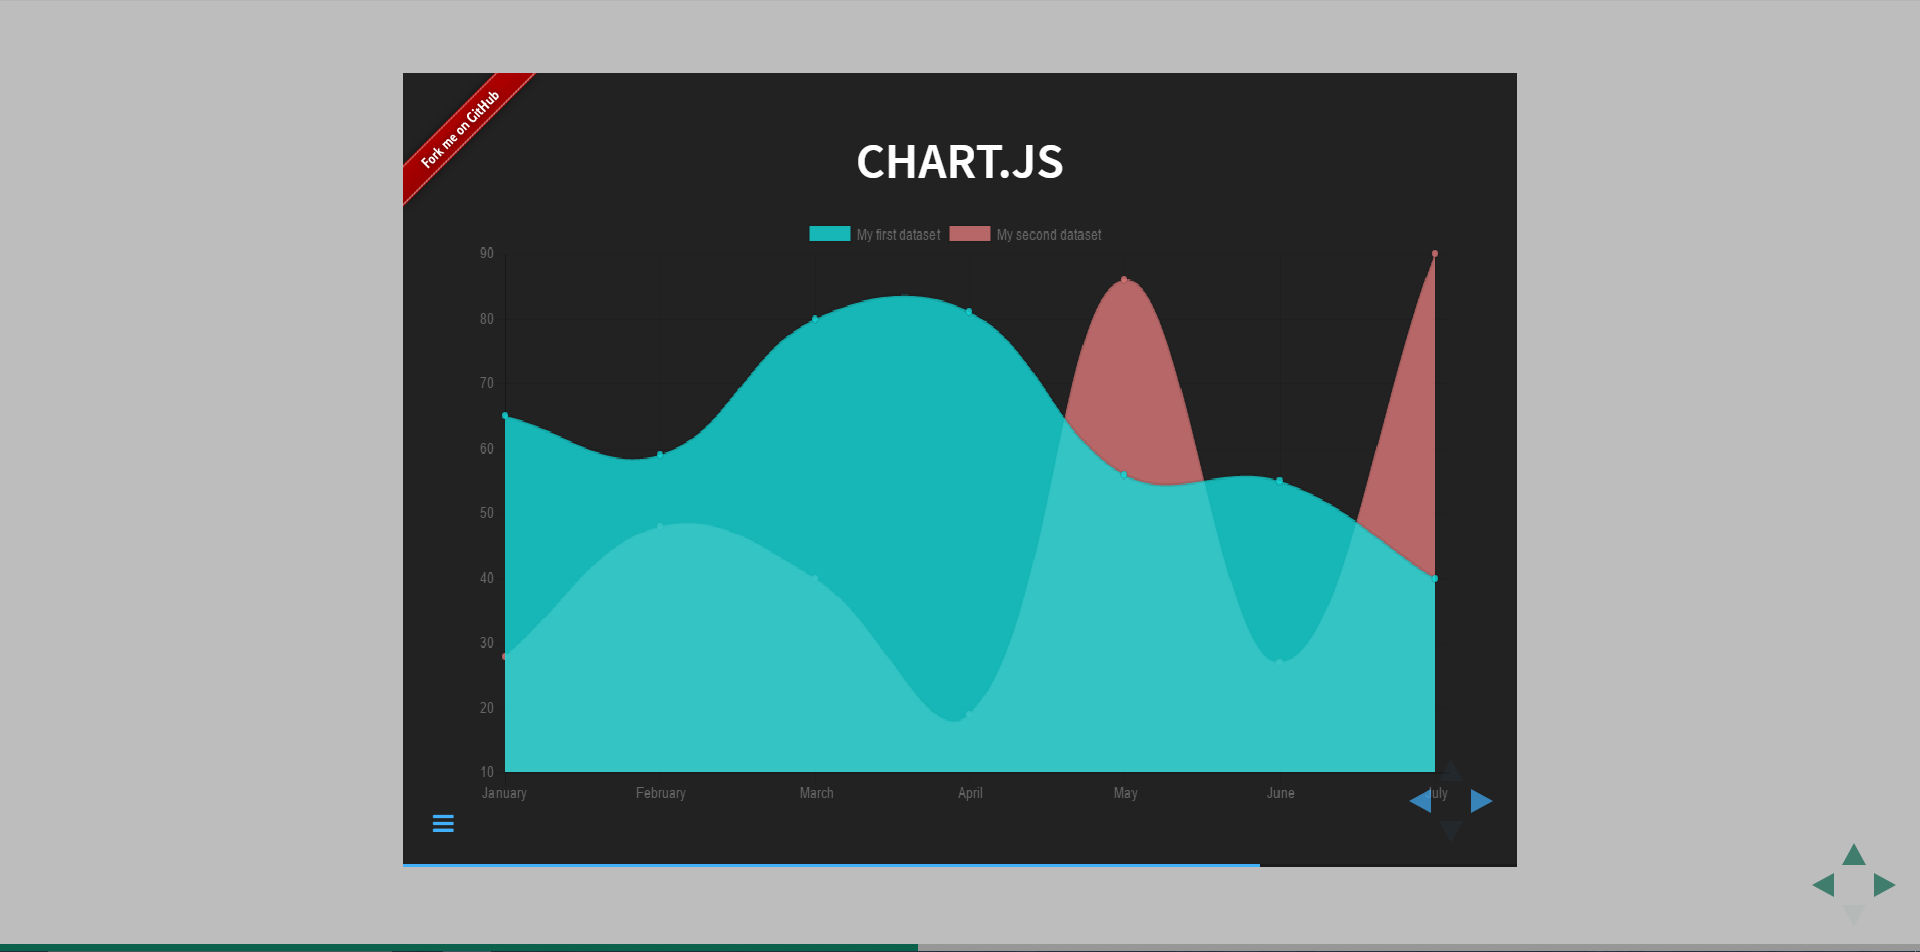 Fork me on GitHub
CHART.JS
My first dataset My second dataset
90
80
70
60
50
40
30
20
10
January February March April May June July